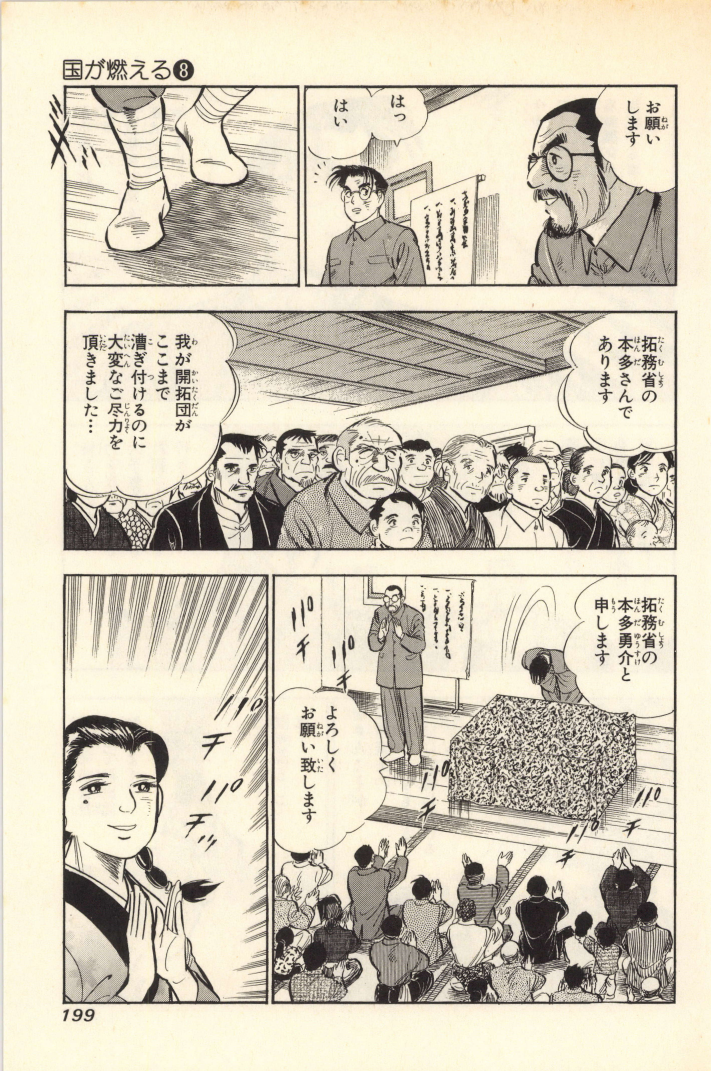 国が燃える8
お願い
します
はっ
はい
拓務省の
本多さんで
あります
我が開拓団が
ここまで
漕ぎ付けるのに
大変なご尽力を
頂きました…
拓務省の
本多勇介と
申します
よろしく
お願い致します
パチ
パチ
パチ
パチ
パチ
パチ
パチ…
199